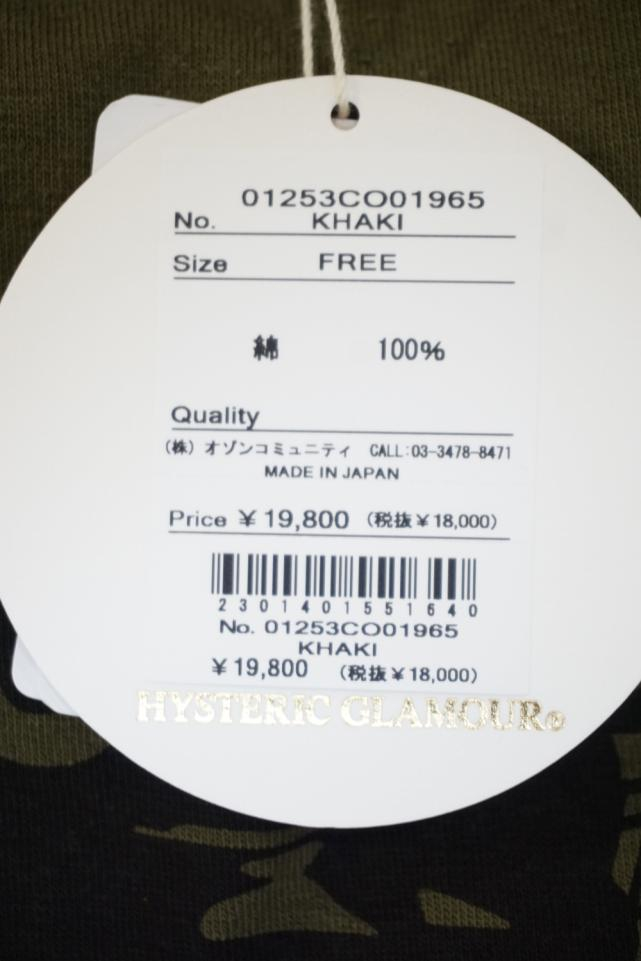 01253CO01965
No. KHAKI
Size FREE
綿 100%
Quality
(株) オゾンコミュニティ CALL:03-3478-8471
MADE IN JAPAN
Price ¥19,800 (税抜¥18,000)
2301401551640
No. 01253CO01965
KHAKI
¥19,800 (税抜¥18,000)
HYSTERIC GLAMOUR®